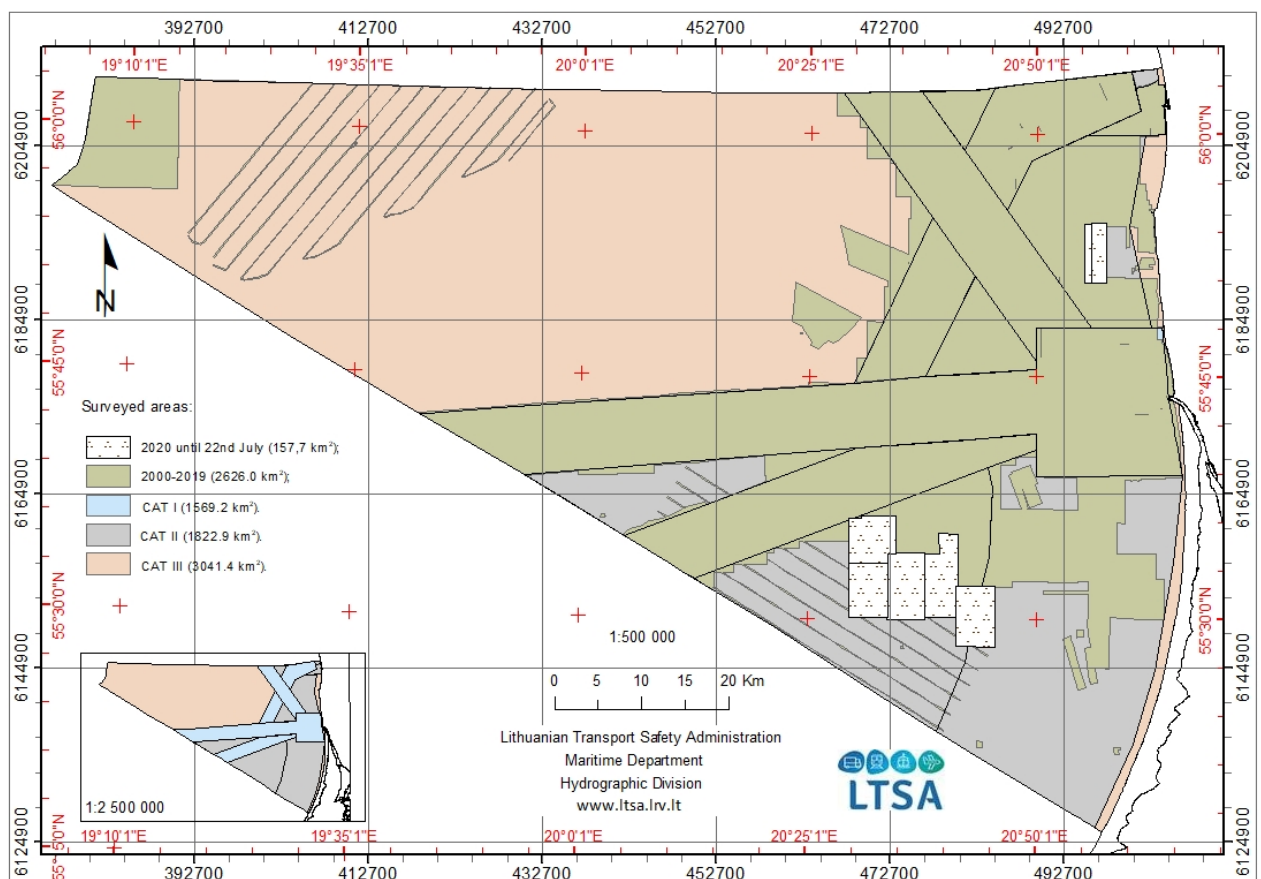 392700 412700 432700 452700 472700 492700
19°10'1"E 19°35'1"E 20°0'1"E 20°25'1"E 20°50'1"E
56°0'0"N 56°0'0"N
6204900 6204900
N
6184900 6184900
55°45'0"N 55°45'0"N
Surveyed areas:
2020 until 22nd July (157,7 km²);
2000-2019 (2626.0 km²);
CAT I (1569.2 km²).
CAT II (1822.9 km²).
CAT III (3041.4 km²).
6164900 6164900
55°30'0"N 55°30'0"N
1:500 000
6144900 6144900
0 5 10 15 20 Km
Lithuanian Transport Safety Administration
Maritime Department
Hydrographic Division
www.ltsa.lrv.lt
LTSA
1:2 500 000
6124900 6124900
19°10'1"E 19°35'1"E 20°0'1"E 20°25'1"E 20°50'1"E
392700 412700 432700 452700 472700 492700